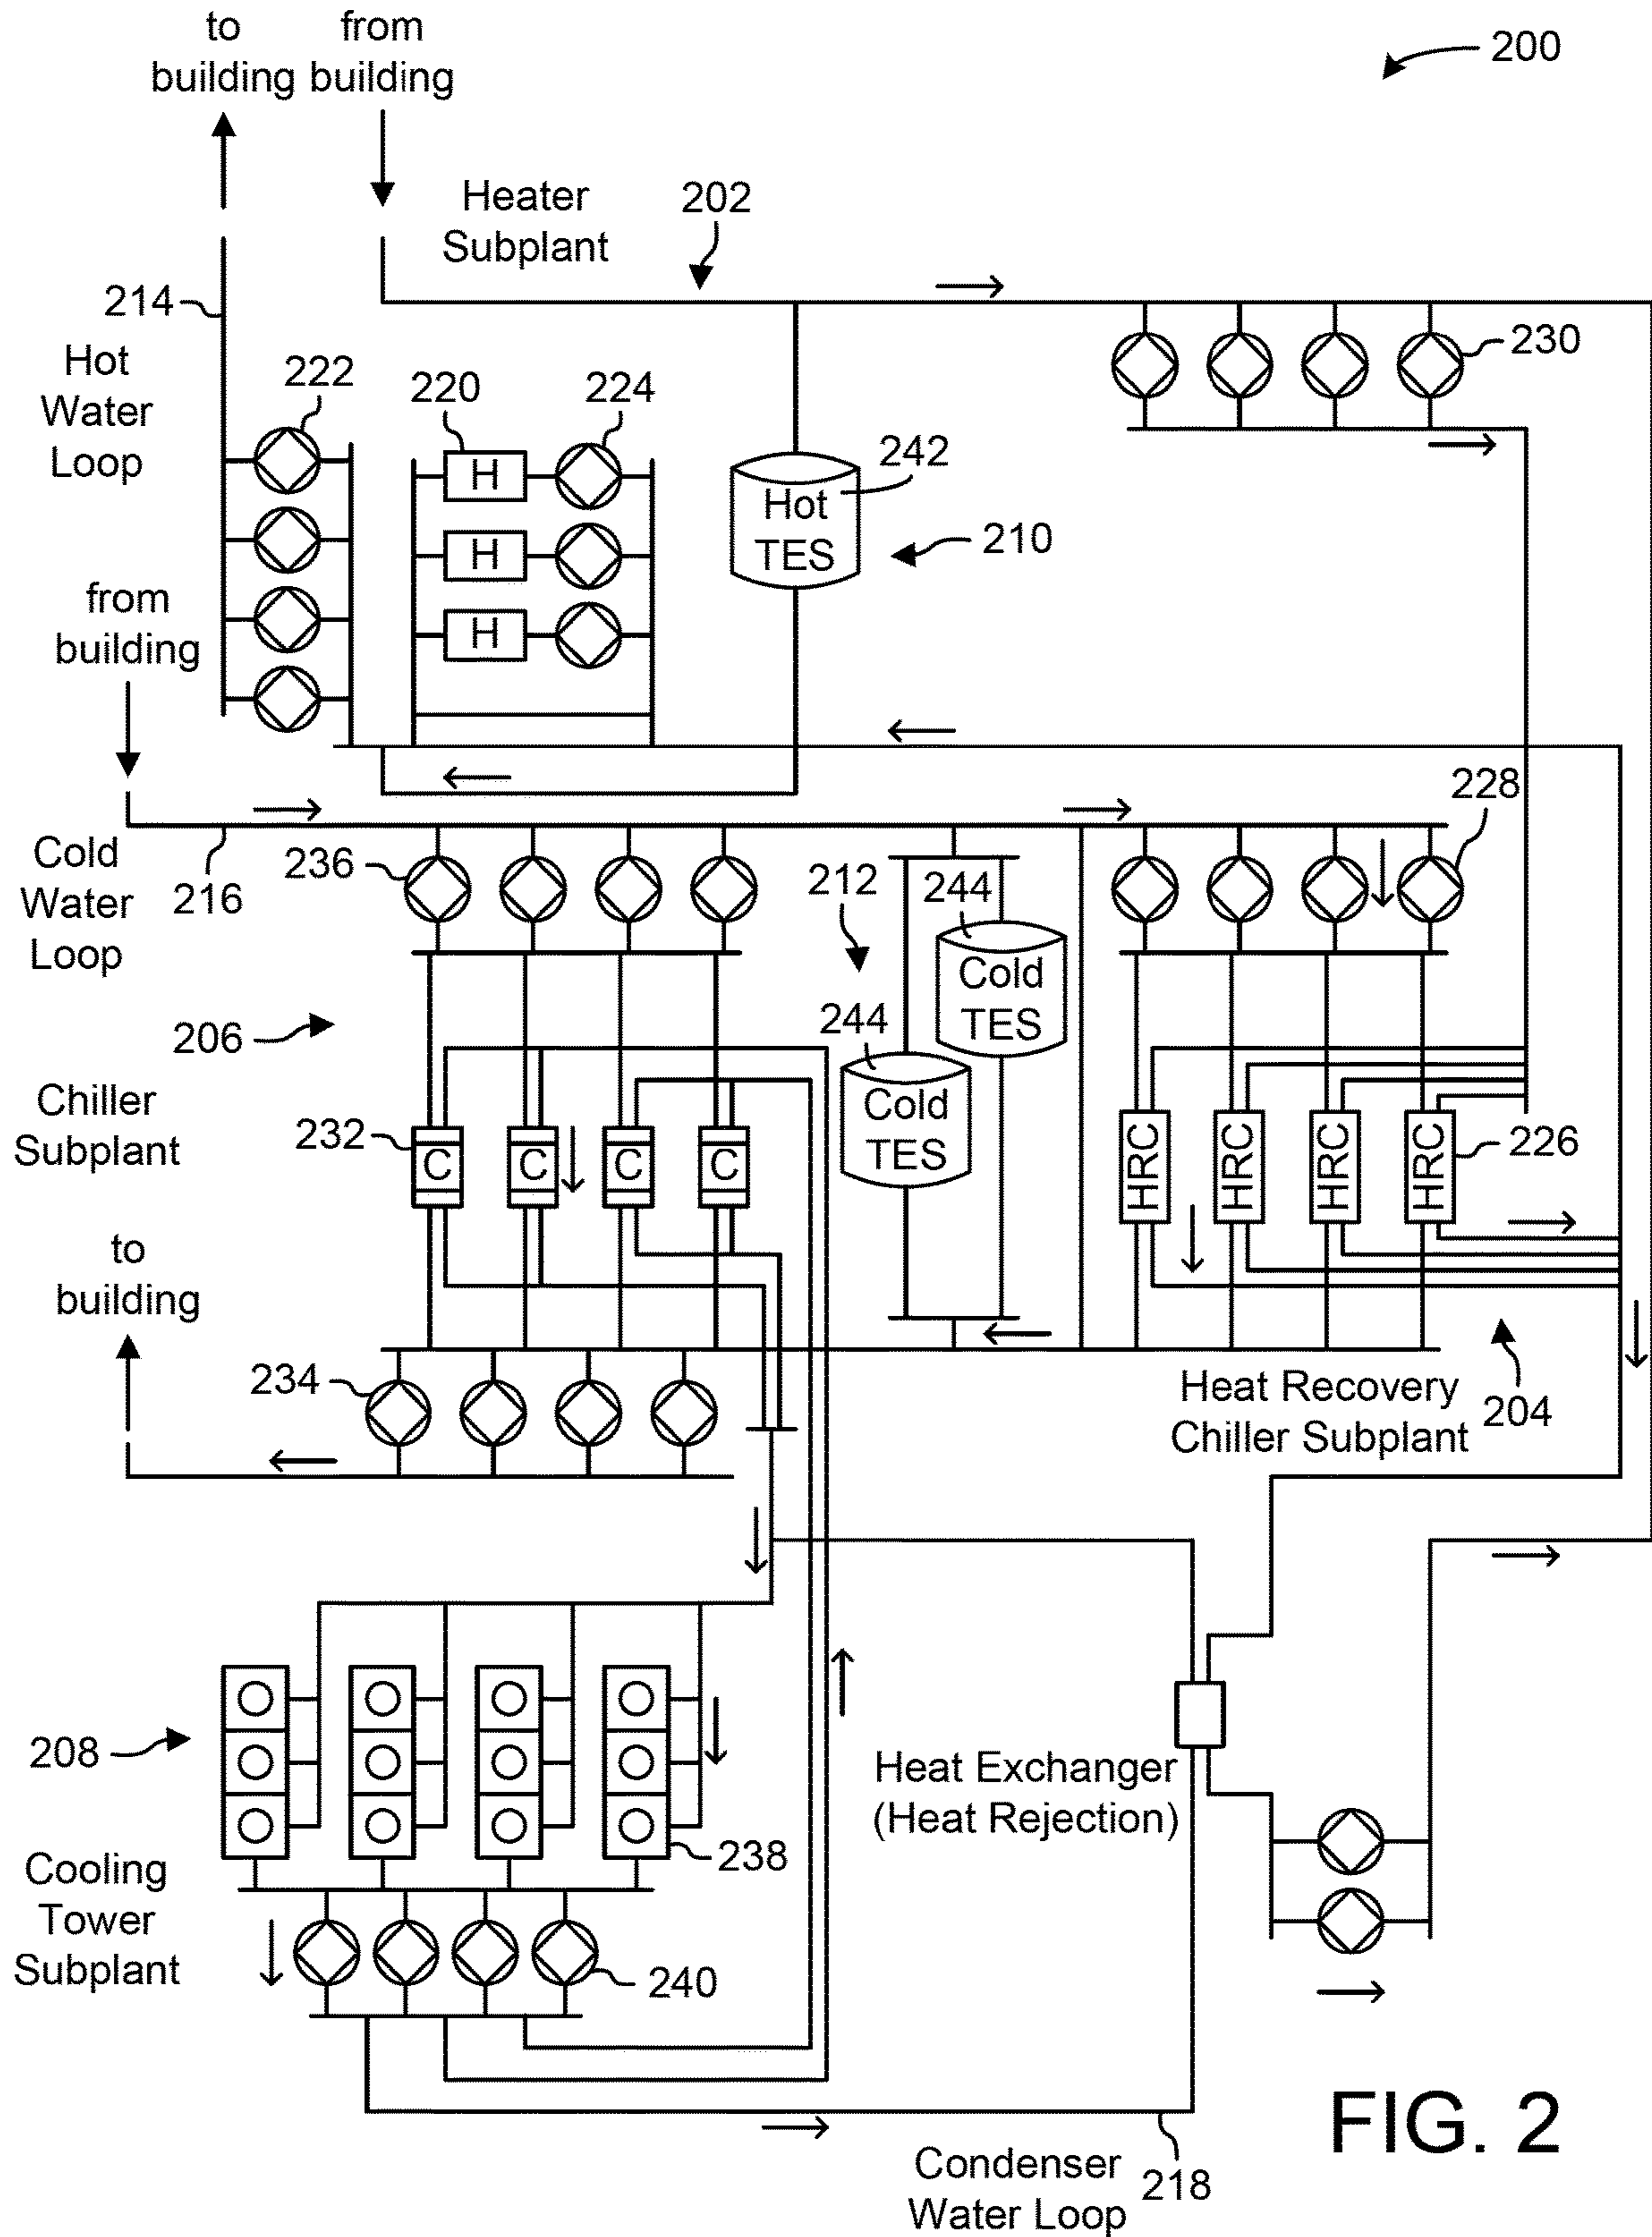 to
building
from
building
200
Heater
Subplant
202
214
Hot
Water
Loop
222
220
224
230
H
H
H
Hot
TES
242
210
from
building
228
Cold
Water
Loop
216
236
212
244
Cold
TES
244
Cold
TES
206
Chiller
Subplant
232
C
C
C
C
HRC
HRC
HRC
HRC
226
to
building
234
Heat Recovery
Chiller Subplant
204
208
Heat Exchanger
(Heat Rejection)
238
Cooling
Tower
Subplant
240
Condenser
Water Loop
218
FIG. 2